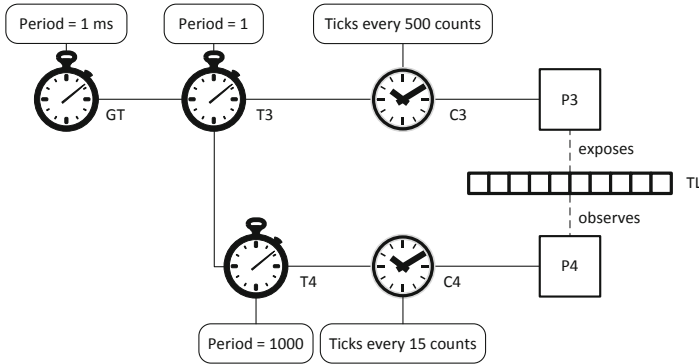 Period = 1 ms
Period = 1
Ticks every 500 counts
GT
T3
C3
P3
exposes
TL
observes
T4
C4
P4
Period = 1000
Ticks every 15 counts